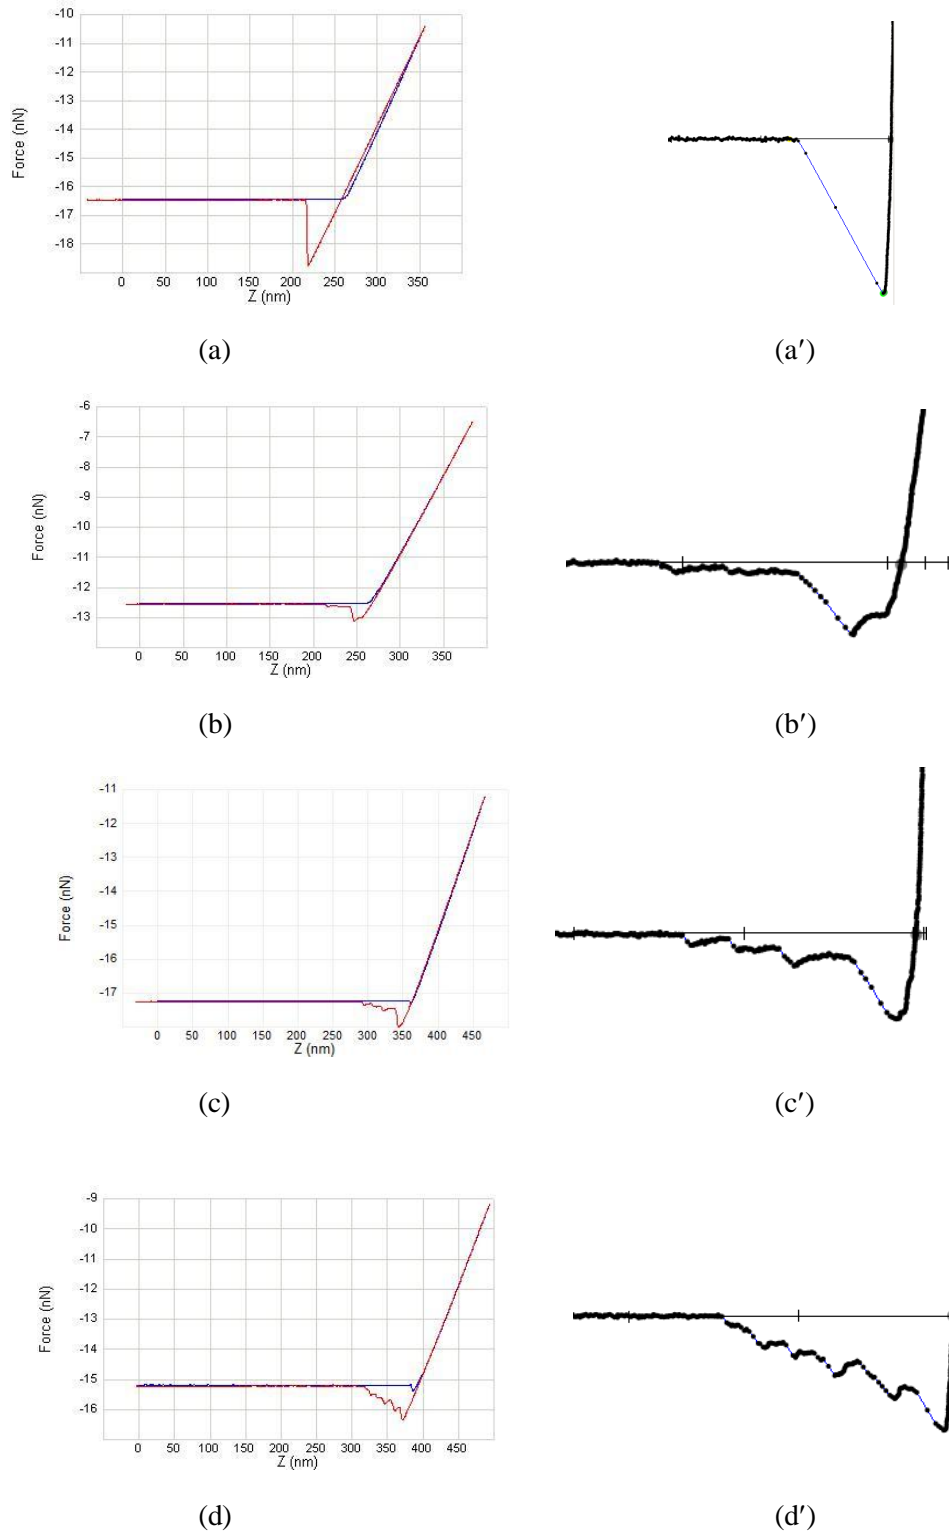 -10
-11
-12
-13
-14
-15
-16
-17
-18
Force (nN)
0 50 100 150 200 250 300 350
Z (nm)
(a) (a′)
-6
-7
-8
-9
-10
-11
-12
-13
Force (nN)
0 50 100 150 200 250 300 350
Z (nm)
(b) (b′)
-11
-12
-13
-14
-15
-17
Force (nN)
0 50 100 150 200 250 300 350 400 450
Z (nm)
(c) (c′)
-9
-10
-11
-12
-13
-14
-15
-16
Force (nN)
0 50 100 150 200 250 300 350 400 450
Z (nm)
(d) (d′)